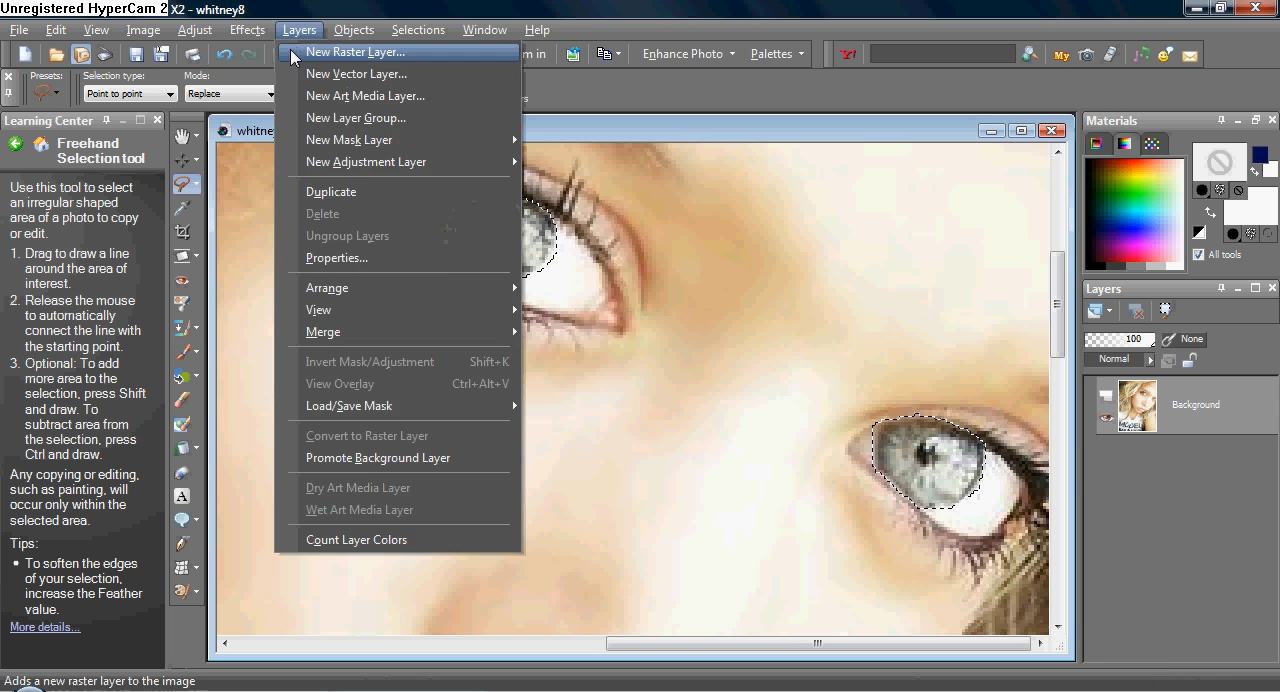 Unregistered HyperCam 2
X2 - whitney8
File Edit View Image Adjust Effects Layers Objects Selections Window Help
m in
Enhance Photo
Palettes
Y!
My
Presets:
Selection type:
Point to point
Mode:
Replace
Learning Center
Freehand
Selection tool
Use this tool to select
an irregular shaped
area of a photo to copy
or edit.
1. Drag to draw a line
around the area of
interest.
2. Release the mouse
to automatically
connect the line with
the starting point.
3. Optional: To add
more area to the
selection, press Shift
and draw. To
subtract area from
the selection, press
Ctrl and draw.
Any copying or editing,
such as painting, will
occur only within the
selected area.
Tips:
• To soften the edges
of your selection,
increase the Feather
value.
More details...
A
New Raster Layer...
New Vector Layer...
New Art Media Layer...
New Layer Group...
New Mask Layer
New Adjustment Layer
Duplicate
Delete
Ungroup Layers
Properties...
Arrange
View
Merge
Invert Mask/Adjustment Shift+K
View Overlay Ctrl+Alt+V
Load/Save Mask
Convert to Raster Layer
Promote Background Layer
Dry Art Media Layer
Wet Art Media Layer
Count Layer Colors
whitne
Materials
All tools
Layers
100
None
Normal
Background
Adds a new raster layer to the image